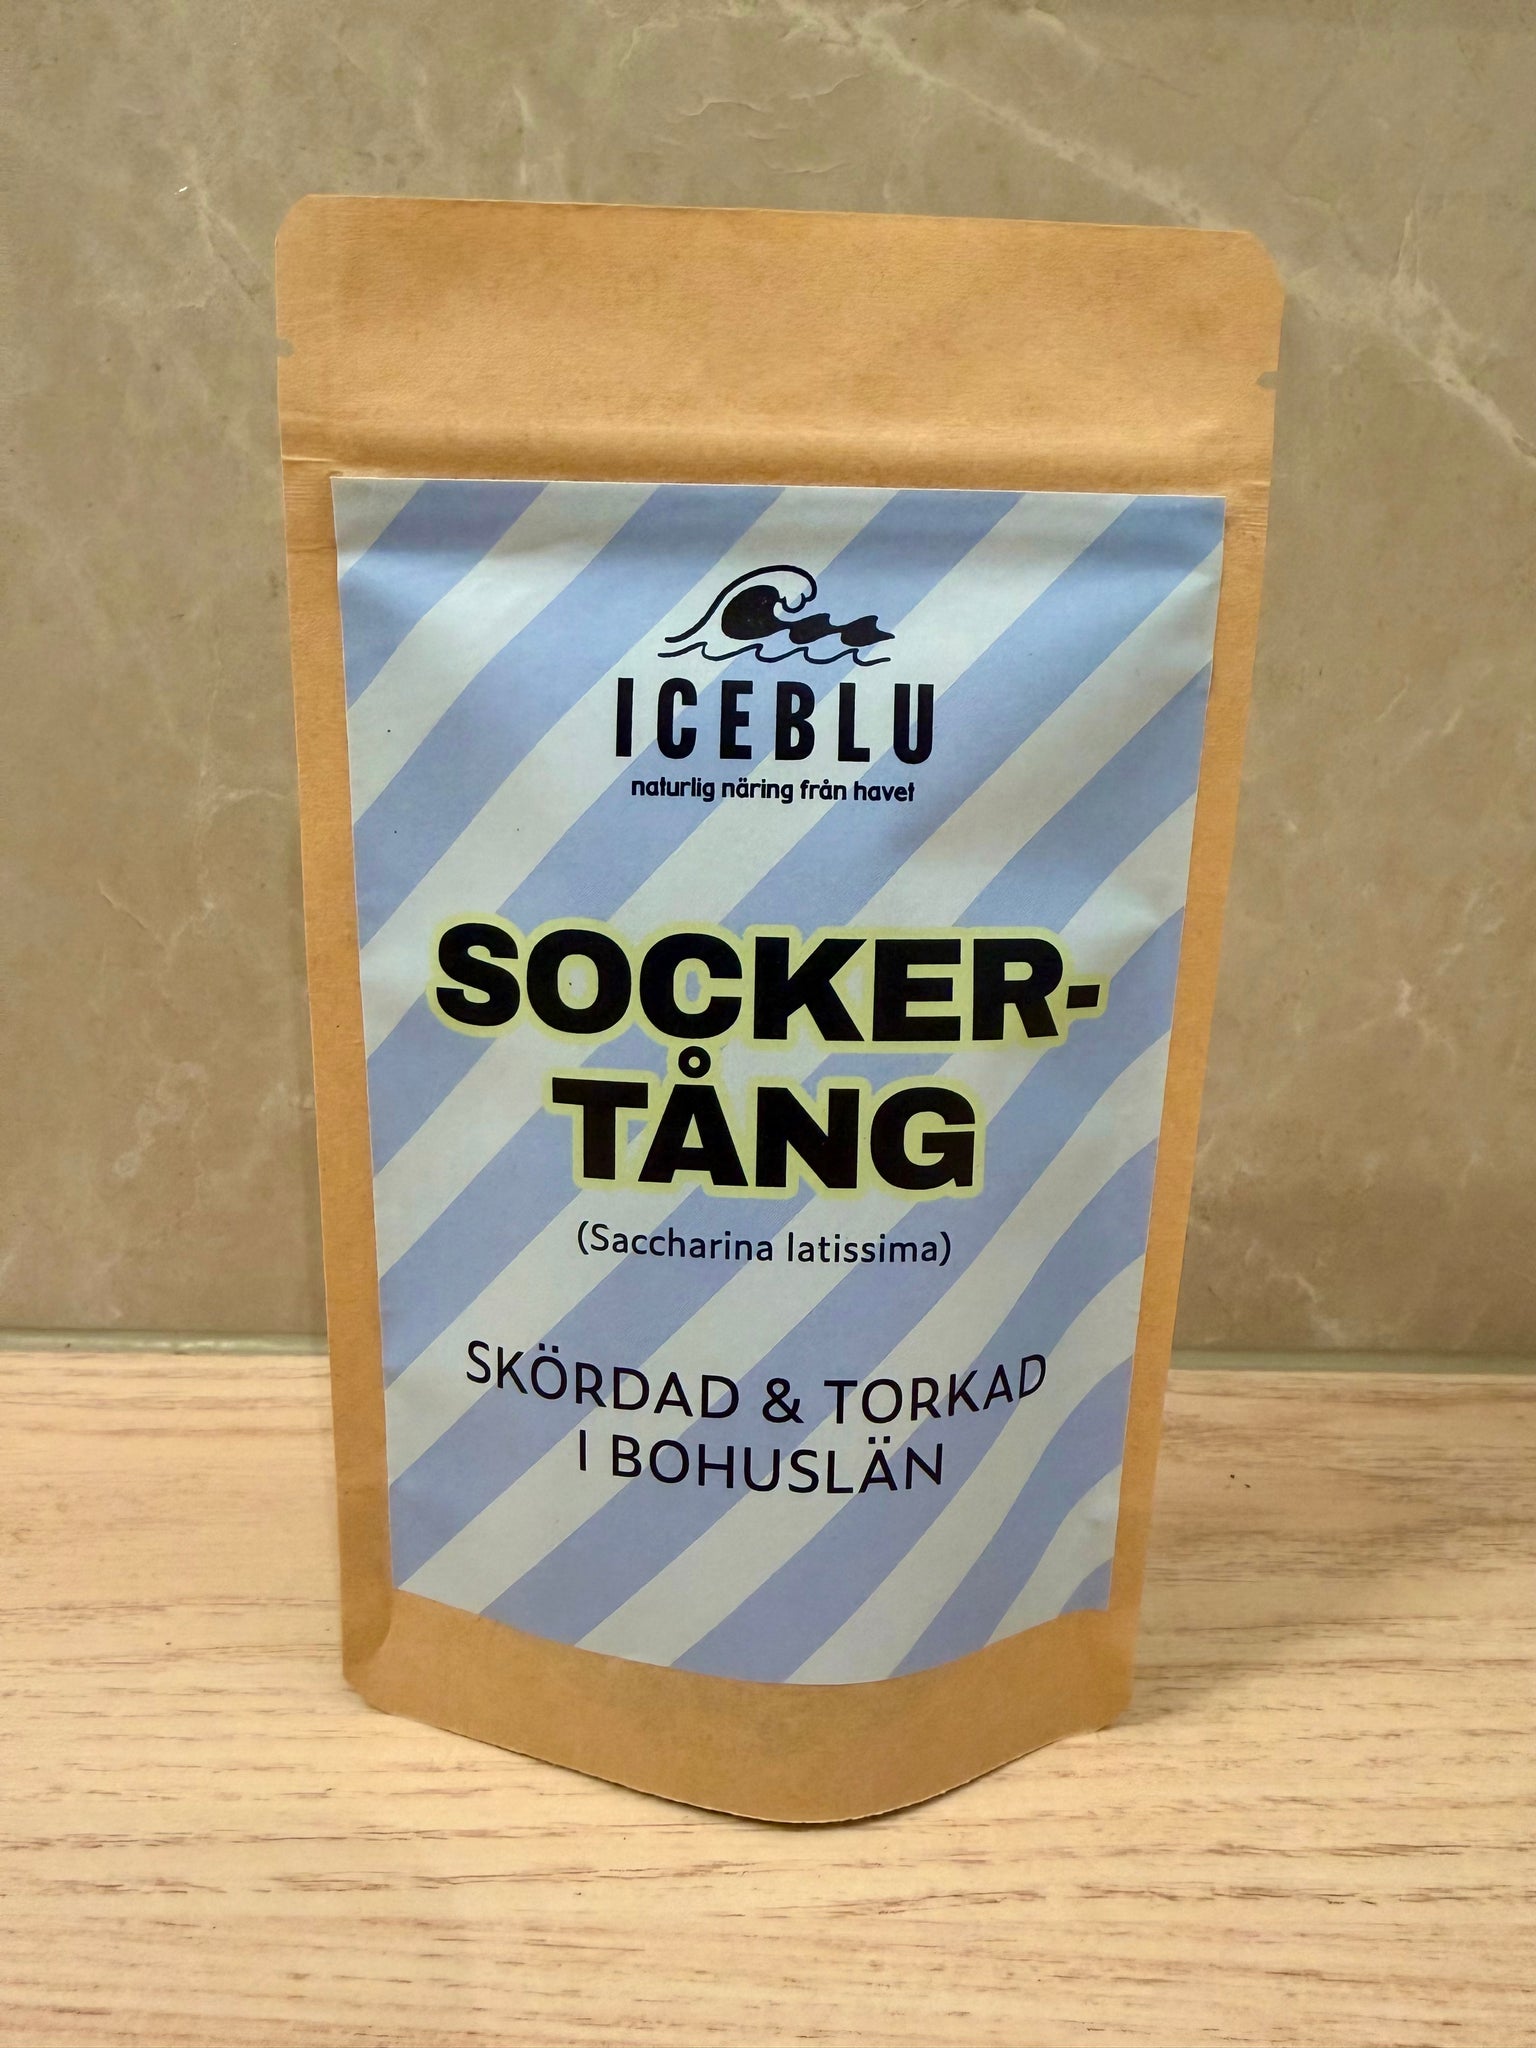 ICEBLU
naturlig näring från havet
SOCKER-
TÅNG
(Saccharina latissima)
SKÖRDAD & TORKAD
I BOHUSLÄN